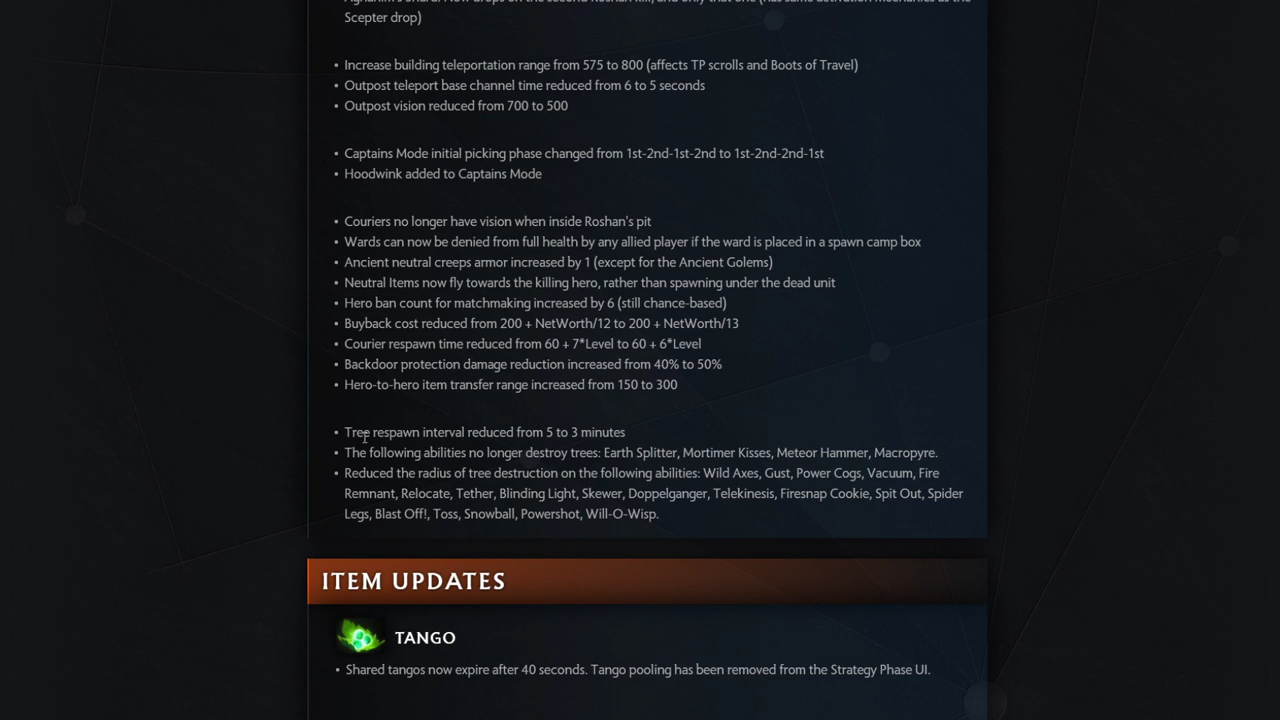 Scepter drop)
• Increase building teleportation range from 575 to 800 (affects TP scrolls and Boots of Travel)
• Outpost teleport base channel time reduced from 6 to 5 seconds
• Outpost vision reduced from 700 to 500
• Captains Mode initial picking phase changed from 1st-2nd-1st-2nd to 1st-2nd-2nd-1st
• Hoodwink added to Captains Mode
• Couriers no longer have vision when inside Roshan's pit
• Wards can now be denied from full health by any allied player if the ward is placed in a spawn camp box
• Ancient neutral creeps armor increased by 1 (except for the Ancient Golems)
• Neutral Items now fly towards the killing hero, rather than spawning under the dead unit
• Hero ban count for matchmaking increased by 6 (still chance-based)
• Buyback cost reduced from 200 + NetWorth/12 to 200 + NetWorth/13
• Courier respawn time reduced from 60 + 7*Level to 60 + 6*Level
• Backdoor protection damage reduction increased from 40% to 50%
• Hero-to-hero item transfer range increased from 150 to 300
• Tree respawn interval reduced from 5 to 3 minutes
• The following abilities no longer destroy trees: Earth Splitter, Mortimer Kisses, Meteor Hammer, Macropyre.
• Reduced the radius of tree destruction on the following abilities: Wild Axes, Gust, Power Cogs, Vacuum, Fire
Remnant, Relocate, Tether, Blinding Light, Skewer, Doppelganger, Telekinesis, Firesnap Cookie, Spit Out, Spider
Legs, Blast Off!, Toss, Snowball, Powershot, Will-O-Wisp.
ITEM UPDATES
TANGO
• Shared tangos now expire after 40 seconds. Tango pooling has been removed from the Strategy Phase UI.